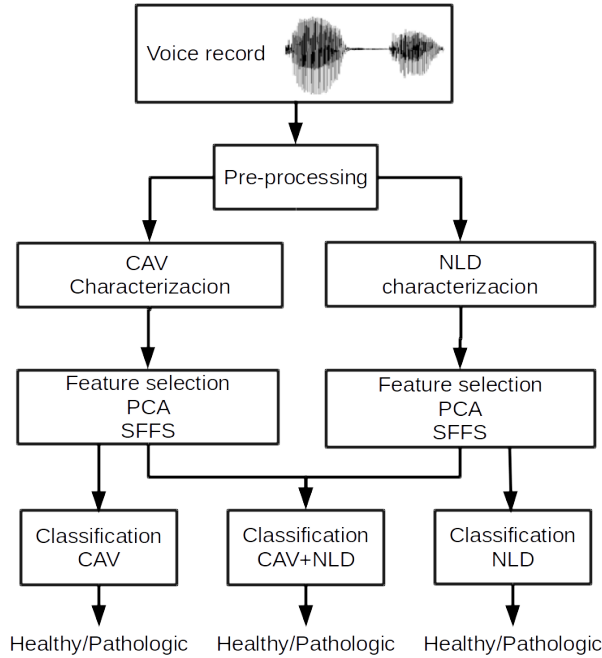 Voice record
Pre-processing
CAV
Characterizacion
NLD
characterizacion
Feature selection
PCA
SFFS
Feature selection
PCA
SFFS
Classification
CAV
Classification
CAV+NLD
Classification
NLD
Healthy/Pathologic
Healthy/Pathologic
Healthy/Pathologic